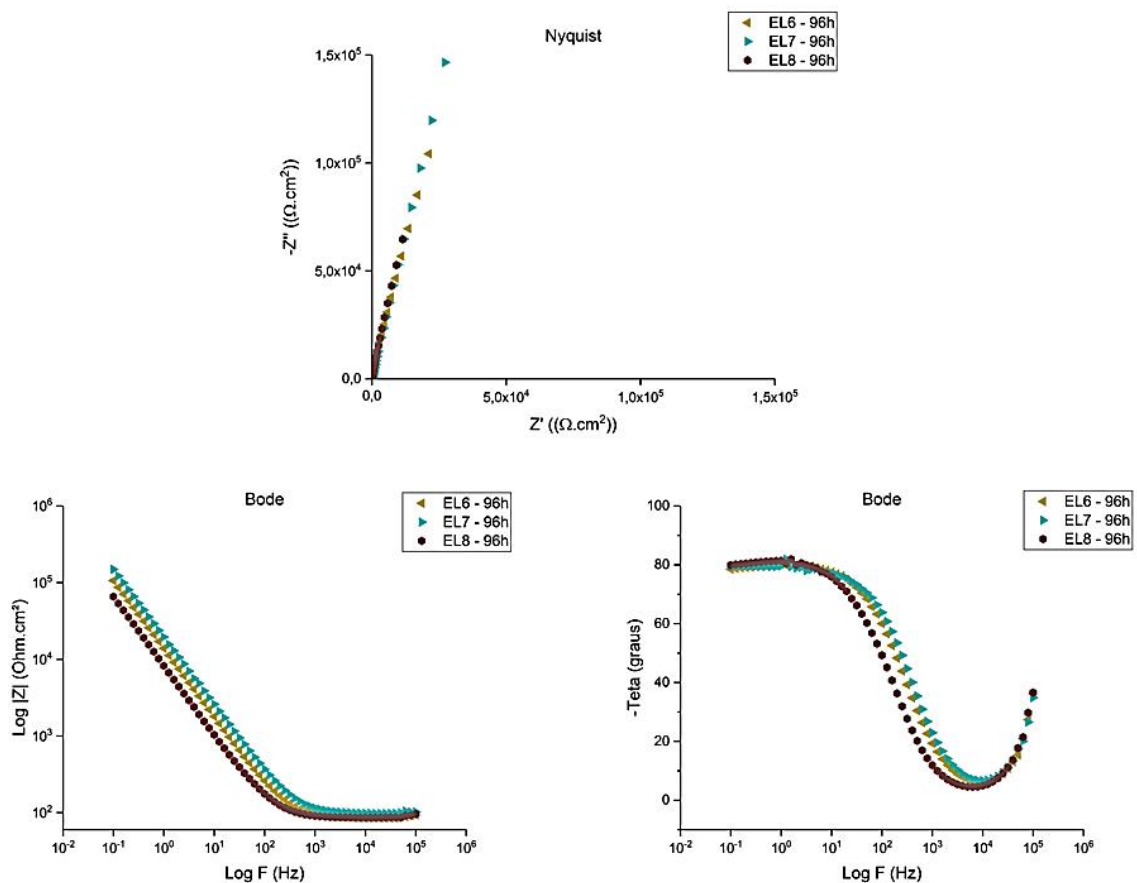 Nyquist
EL6 - 96h
EL7 - 96h
EL8 - 96h
-Z'' ((Ω.cm²))
1,5x10⁵
1,0x10⁵
5,0x10⁴
0,0
0,0
5,0x10⁴
1,0x10⁵
1,5x10⁵
Z' ((Ω.cm²))
Bode
EL6 - 96h
EL7 - 96h
EL8 - 96h
Log |Z| (Ohm.cm²)
10⁶
10⁵
10⁴
10³
10²
10⁻²
10⁻¹
10⁰
10¹
10²
10³
10⁴
10⁵
10⁶
Log F (Hz)
Bode
EL6 - 96h
EL7 - 96h
EL8 - 96h
-Teta (graus)
100
80
60
40
20
0
10⁻²
10⁻¹
10⁰
10¹
10²
10³
10⁴
10⁵
10⁶
Log F (Hz)